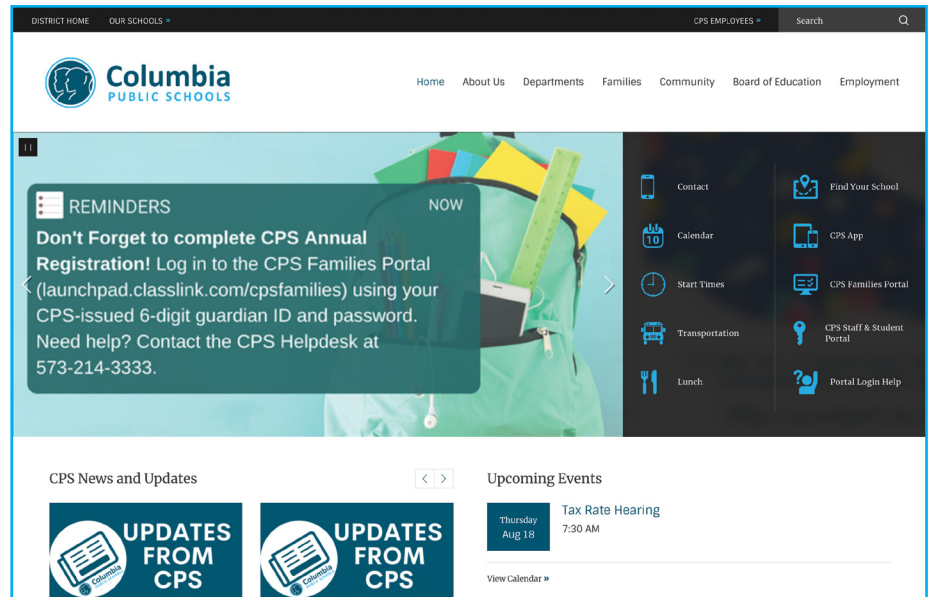 DISTRICT HOME OUR SCHOOLS » CPS EMPLOYEES » Search
Columbia
PUBLIC SCHOOLS
Home About Us Departments Families Community Board of Education Employment
REMINDERS NOW
Don't Forget to complete CPS Annual
Registration! Log in to the CPS Families Portal
(launchpad.classlink.com/cpsfamilies) using your
CPS-issued 6-digit guardian ID and password.
Need help? Contact the CPS Helpdesk at
573-214-3333.
Contact
Calendar
10
Start Times
Transportation
Lunch
Find Your School
CPS App
CPS Families Portal
CPS Staff & Student
Portal
Portal Login Help
CPS News and Updates
UPDATES
FROM
CPS
Columbia
UPDATES
FROM
CPS
Columbia
Upcoming Events
Thursday
Aug 18
Tax Rate Hearing
7:30 AM
View Calendar »